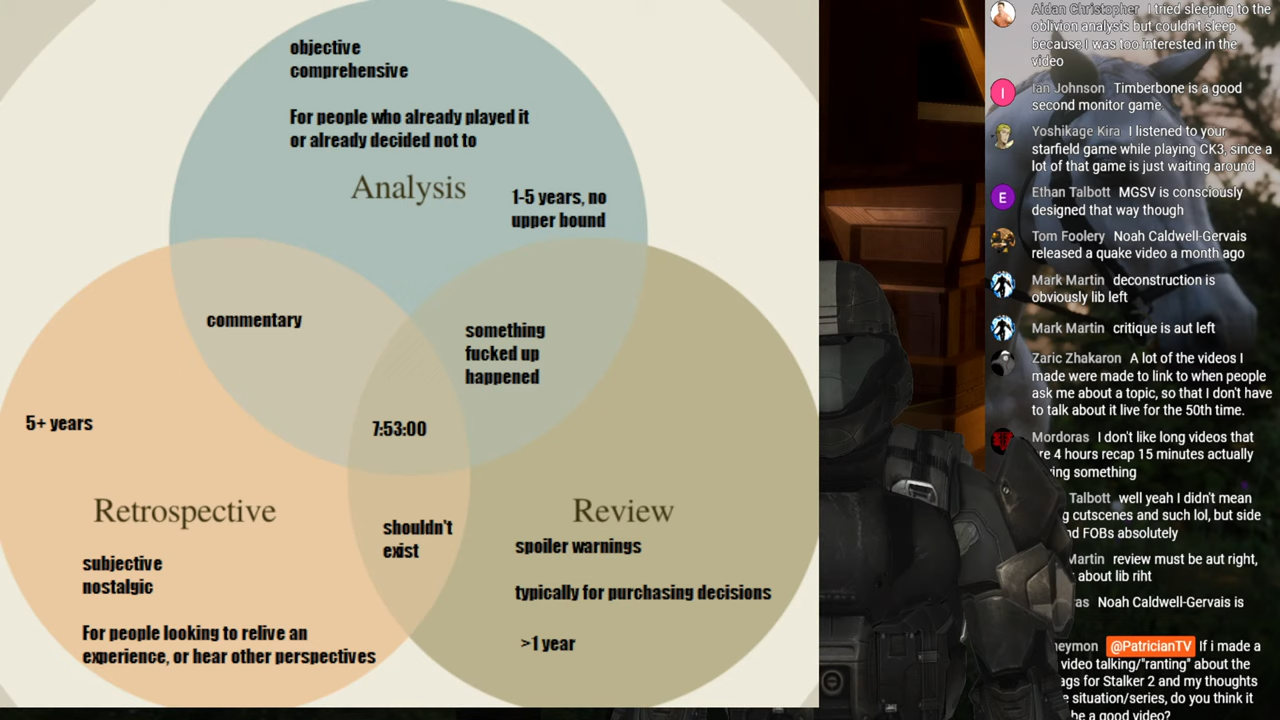 objective
comprehensive
For people who already played it
or already decided not to
Analysis
1-5 years, no
upper bound
commentary
something
fucked up
happened
5+ years
7:53:00
Retrospective
shouldn't
exist
Review
subjective
nostalgic
spoiler warnings
typically for purchasing decisions
For people looking to relive an
experience, or hear other perspectives
>1 year
Aidan Christopher I tried sleeping to the
oblivion analysis but couldn't sleep
because I was too interested in the
video
I
Ian Johnson Timberbone is a good
second monitor game
Yoshikage Kira I listened to your
starfield game while playing CK3, since a
lot of that game is just waiting around
E
Ethan Talbott MGSV is consciously
designed that way though
Tom Foolery Noah Caldwell-Gervais
released a quake video a month ago
Mark Martin deconstruction is
obviously lib left
Mark Martin critique is aut left
Zaric Zhakaron A lot of the videos I
made were made to link to when people
ask me about a topic, so that I don't have
to talk about it live for the 50th time.
Mordoras I don't like long videos that
re 4 hours recap 15 minutes actually
ing something
Talbott well yeah I didn't mean
g cutscenes and such lol, but side
d FOBs absolutely
Martin review must be aut right,
about lib riht
ras Noah Caldwell-Gervais is
eymon @PatricianTV If i made a
video talking/"ranting" about the
ags for Stalker 2 and my thoughts
e situation/series, do you think it
be a good video?